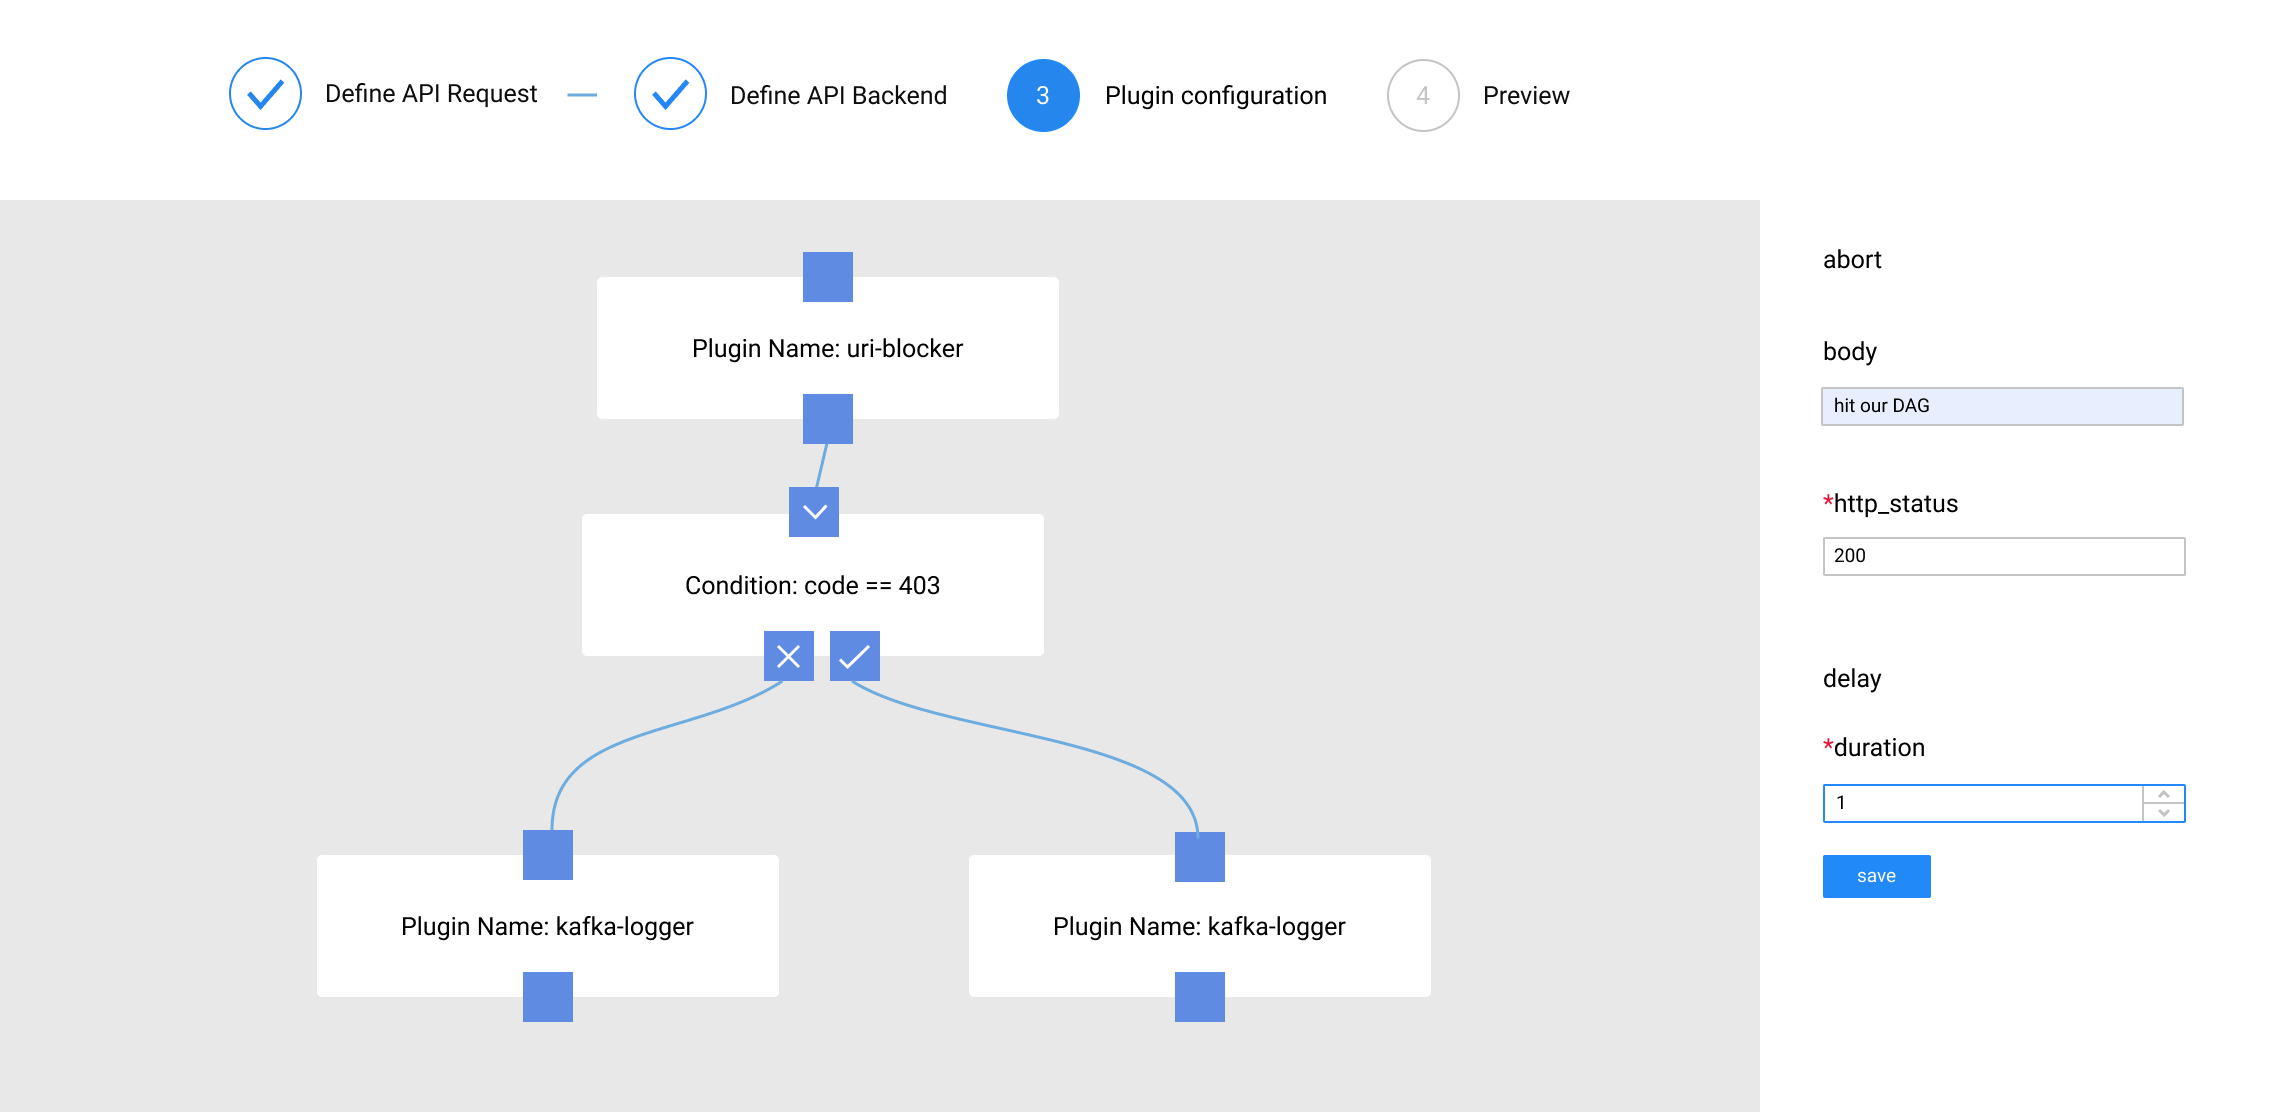 Define API Request
Define API Backend
3
Plugin configuration
4
Preview
Plugin Name: uri-blocker
Condition: code == 403
Plugin Name: kafka-logger
Plugin Name: kafka-logger
abort
body
hit our DAG
*http_status
200
delay
*duration
1
save